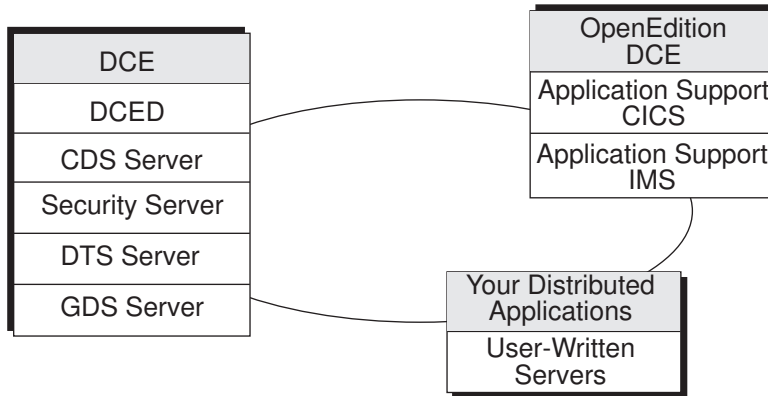 DCE
DCED
CDS Server
Security Server
DTS Server
GDS Server
OpenEdition
DCE
Application Support
CICS
Application Support
IMS
Your Distributed
Applications
User-Written
Servers